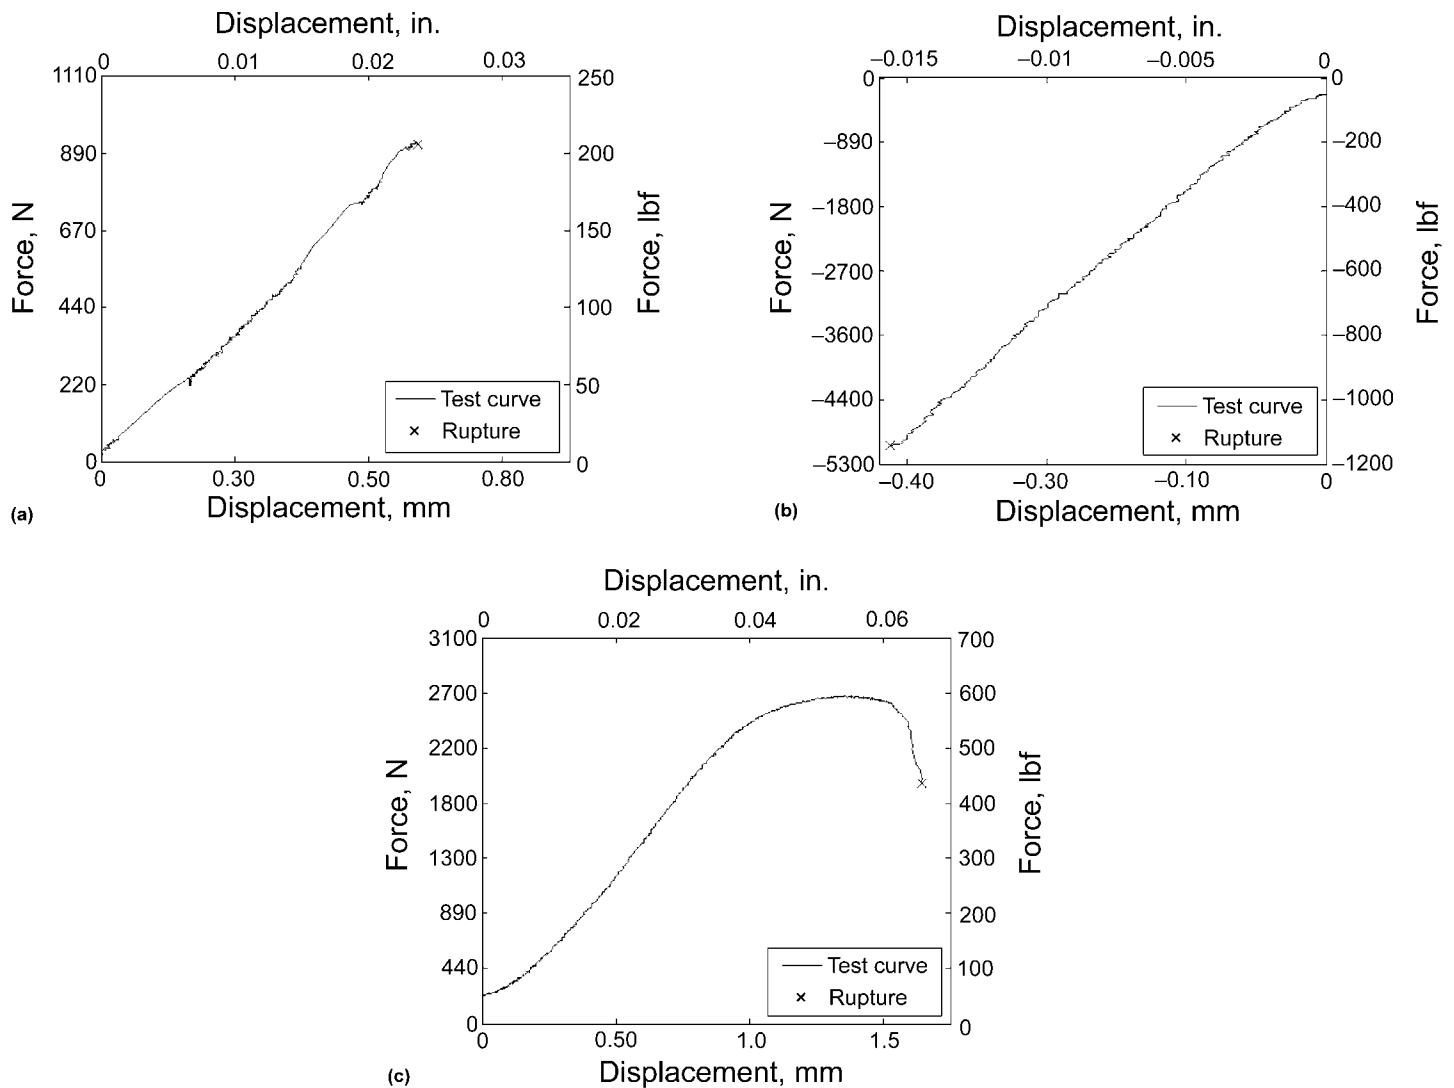 Displacement, in.
0 0.01 0.02 0.03
1110 250
890 200
670 150
Force, N
Force, lbf
440 100
220 50
Test curve
Rupture
0 0
0 0.30 0.50 0.80
Displacement, mm
(a)
Displacement, in.
–0.015 –0.01 –0.005 0
0 0
–890 –200
–1800 –400
Force, N
Force, lbf
–2700 –600
–3600 –800
–4400 –1000
Test curve
Rupture
–5300 –1200
–0.40 –0.30 –0.10 0
Displacement, mm
(b)
Displacement, in.
0 0.02 0.04 0.06
3100 700
2700 600
2200 500
Force, N
Force, lbf
1800 400
1300 300
890 200
440 100
Test curve
Rupture
0 0
0 0.50 1.0 1.5
Displacement, mm
(c)